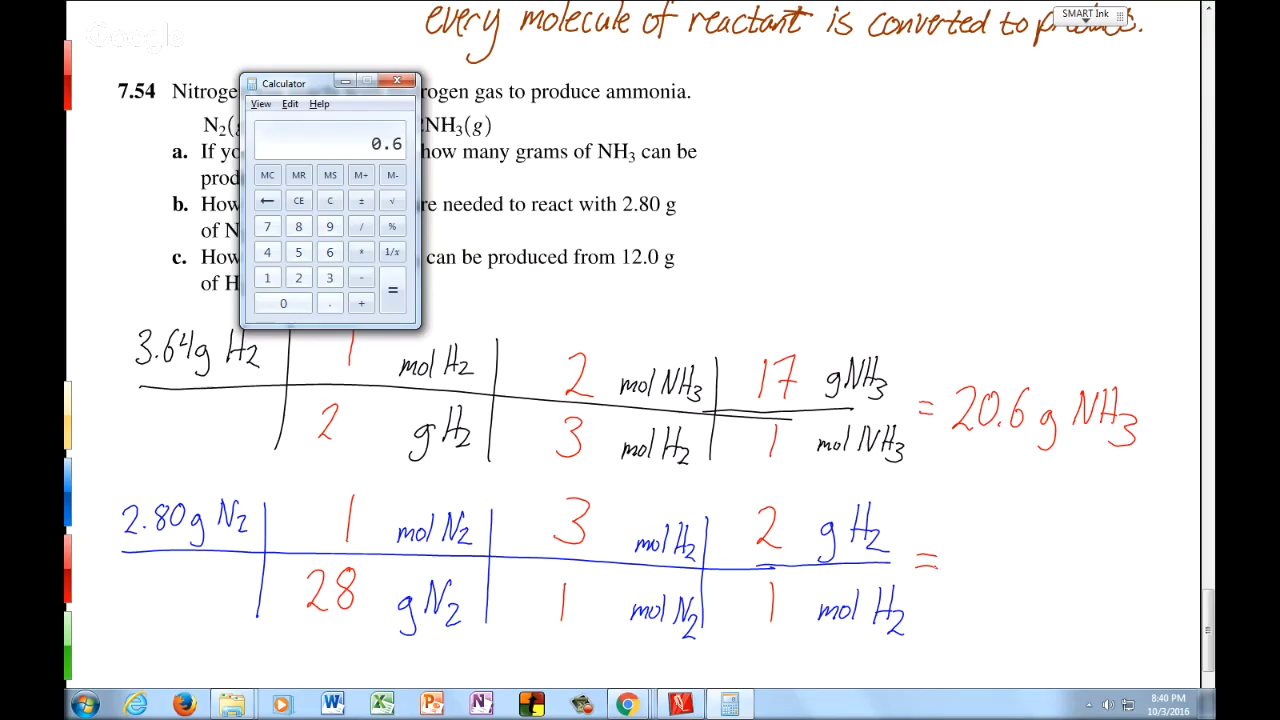 every molecule of reactant is converted to
SMART Ink
Google
7.54 Nitroge rogen gas to produce ammonia.
N2(g 2NH3(g)
a. If yo how many grams of NH3 can be
prod
b. How re needed to react with 2.80 g
of N
c. How can be produced from 12.0 g
of H
Calculator
View Edit Help
0.6
MC MR MS M+ M-
← CE C ± √
7 8 9 / %
4 5 6 * 1/x
1 2 3 - =
0 . +
3.64g H2 1 mol H2 2 mol NH3 17 gNH3
2 g H2 3 mol H2 1 mol NH3
= 20.6 g NH3
2.80g N2 1 mol N2 3 mol H2 2 g H2
28 g N2 1 mol N2 1 mol H2
=
8:40 PM
10/3/2016